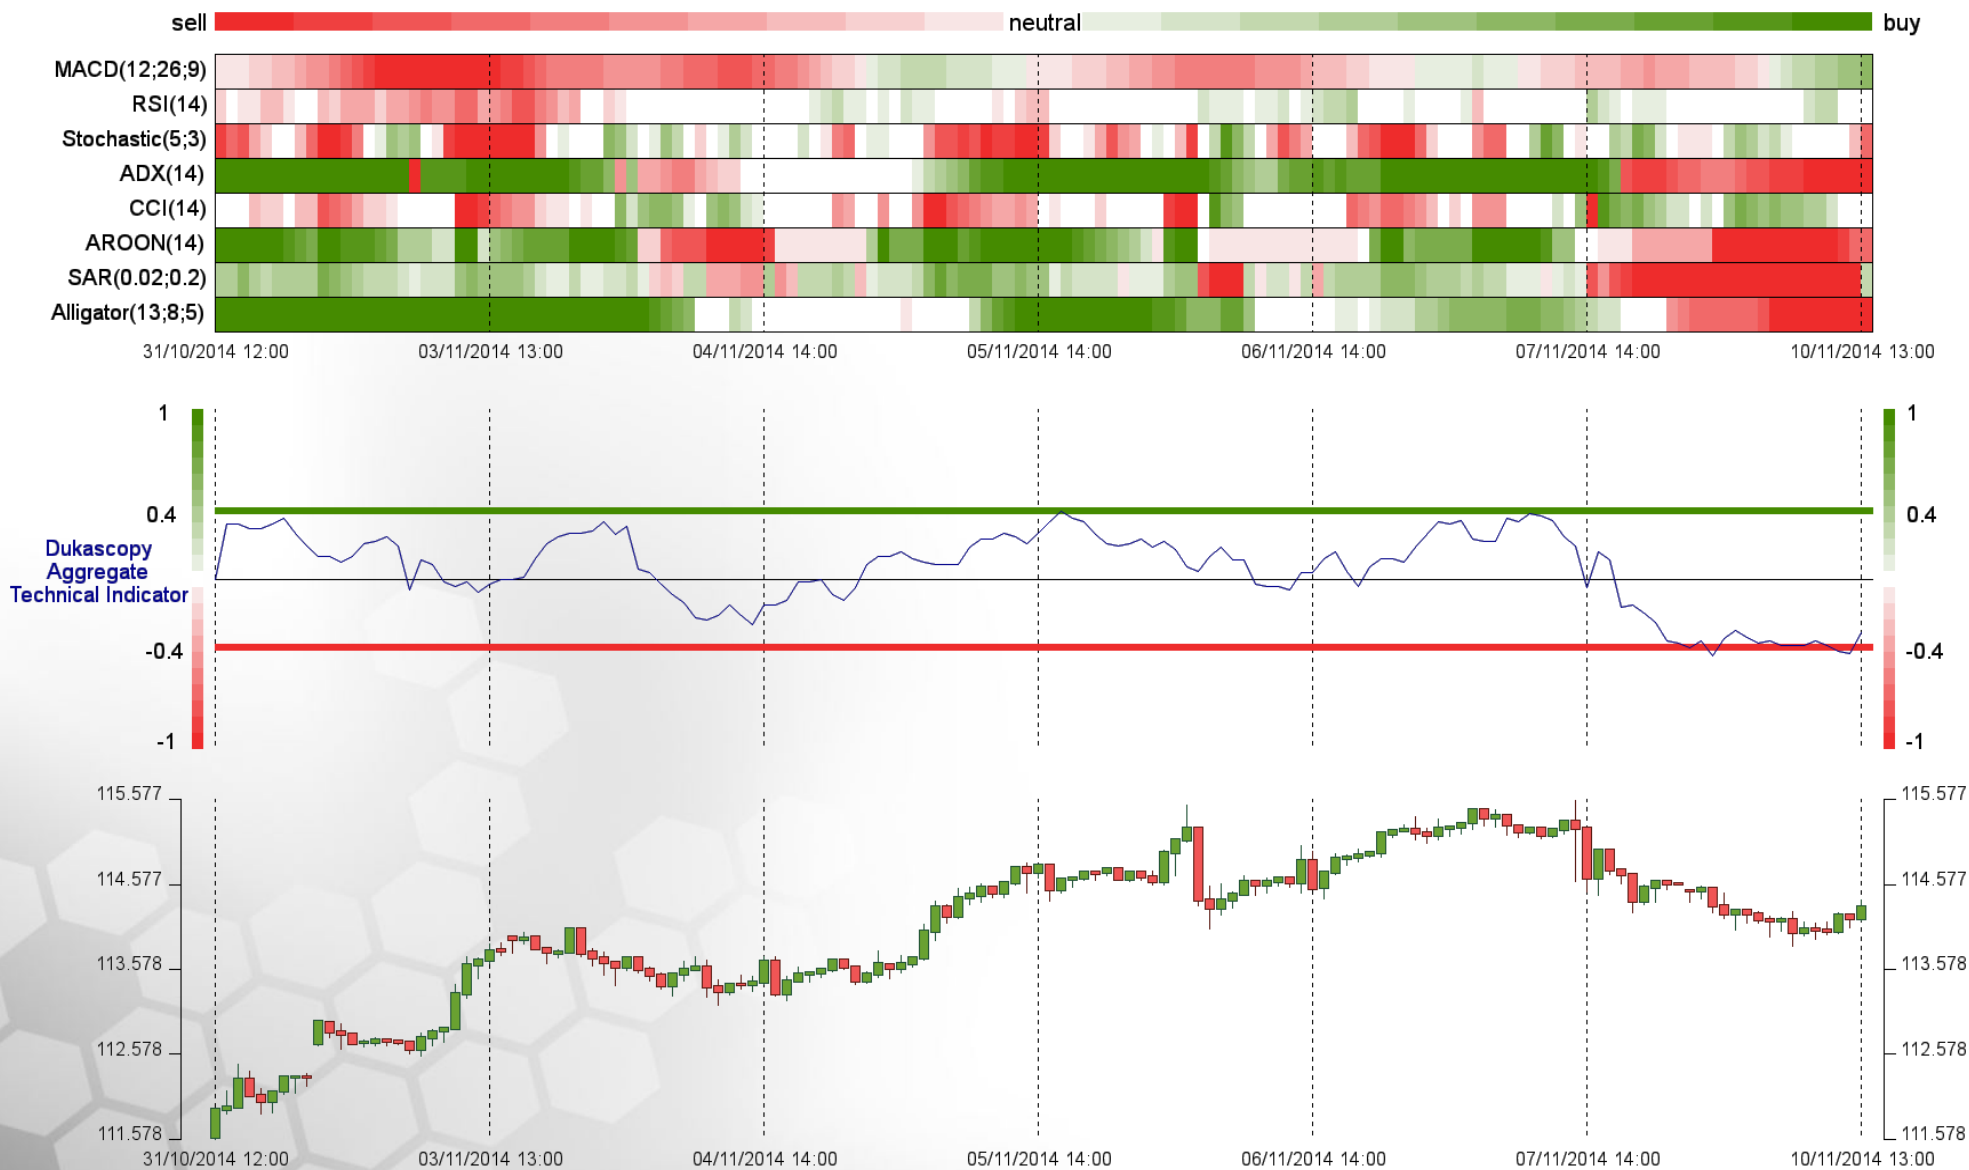 sell neutral buy
MACD(12;26;9)
RSI(14)
Stochastic(5;3)
ADX(14)
CCI(14)
AROON(14)
SAR(0.02;0.2)
Alligator(13;8;5)
31/10/2014 12:00 03/11/2014 13:00 04/11/2014 14:00 05/11/2014 14:00 06/11/2014 14:00 07/11/2014 14:00 10/11/2014 13:00
1 1
0.4 0.4
Dukascopy
Aggregate
Technical Indicator
-0.4 -0.4
-1 -1
115.577 115.577
114.577 114.577
113.578 113.578
112.578 112.578
111.578 111.578
31/10/2014 12:00 03/11/2014 13:00 04/11/2014 14:00 05/11/2014 14:00 06/11/2014 14:00 07/11/2014 14:00 10/11/2014 13:00